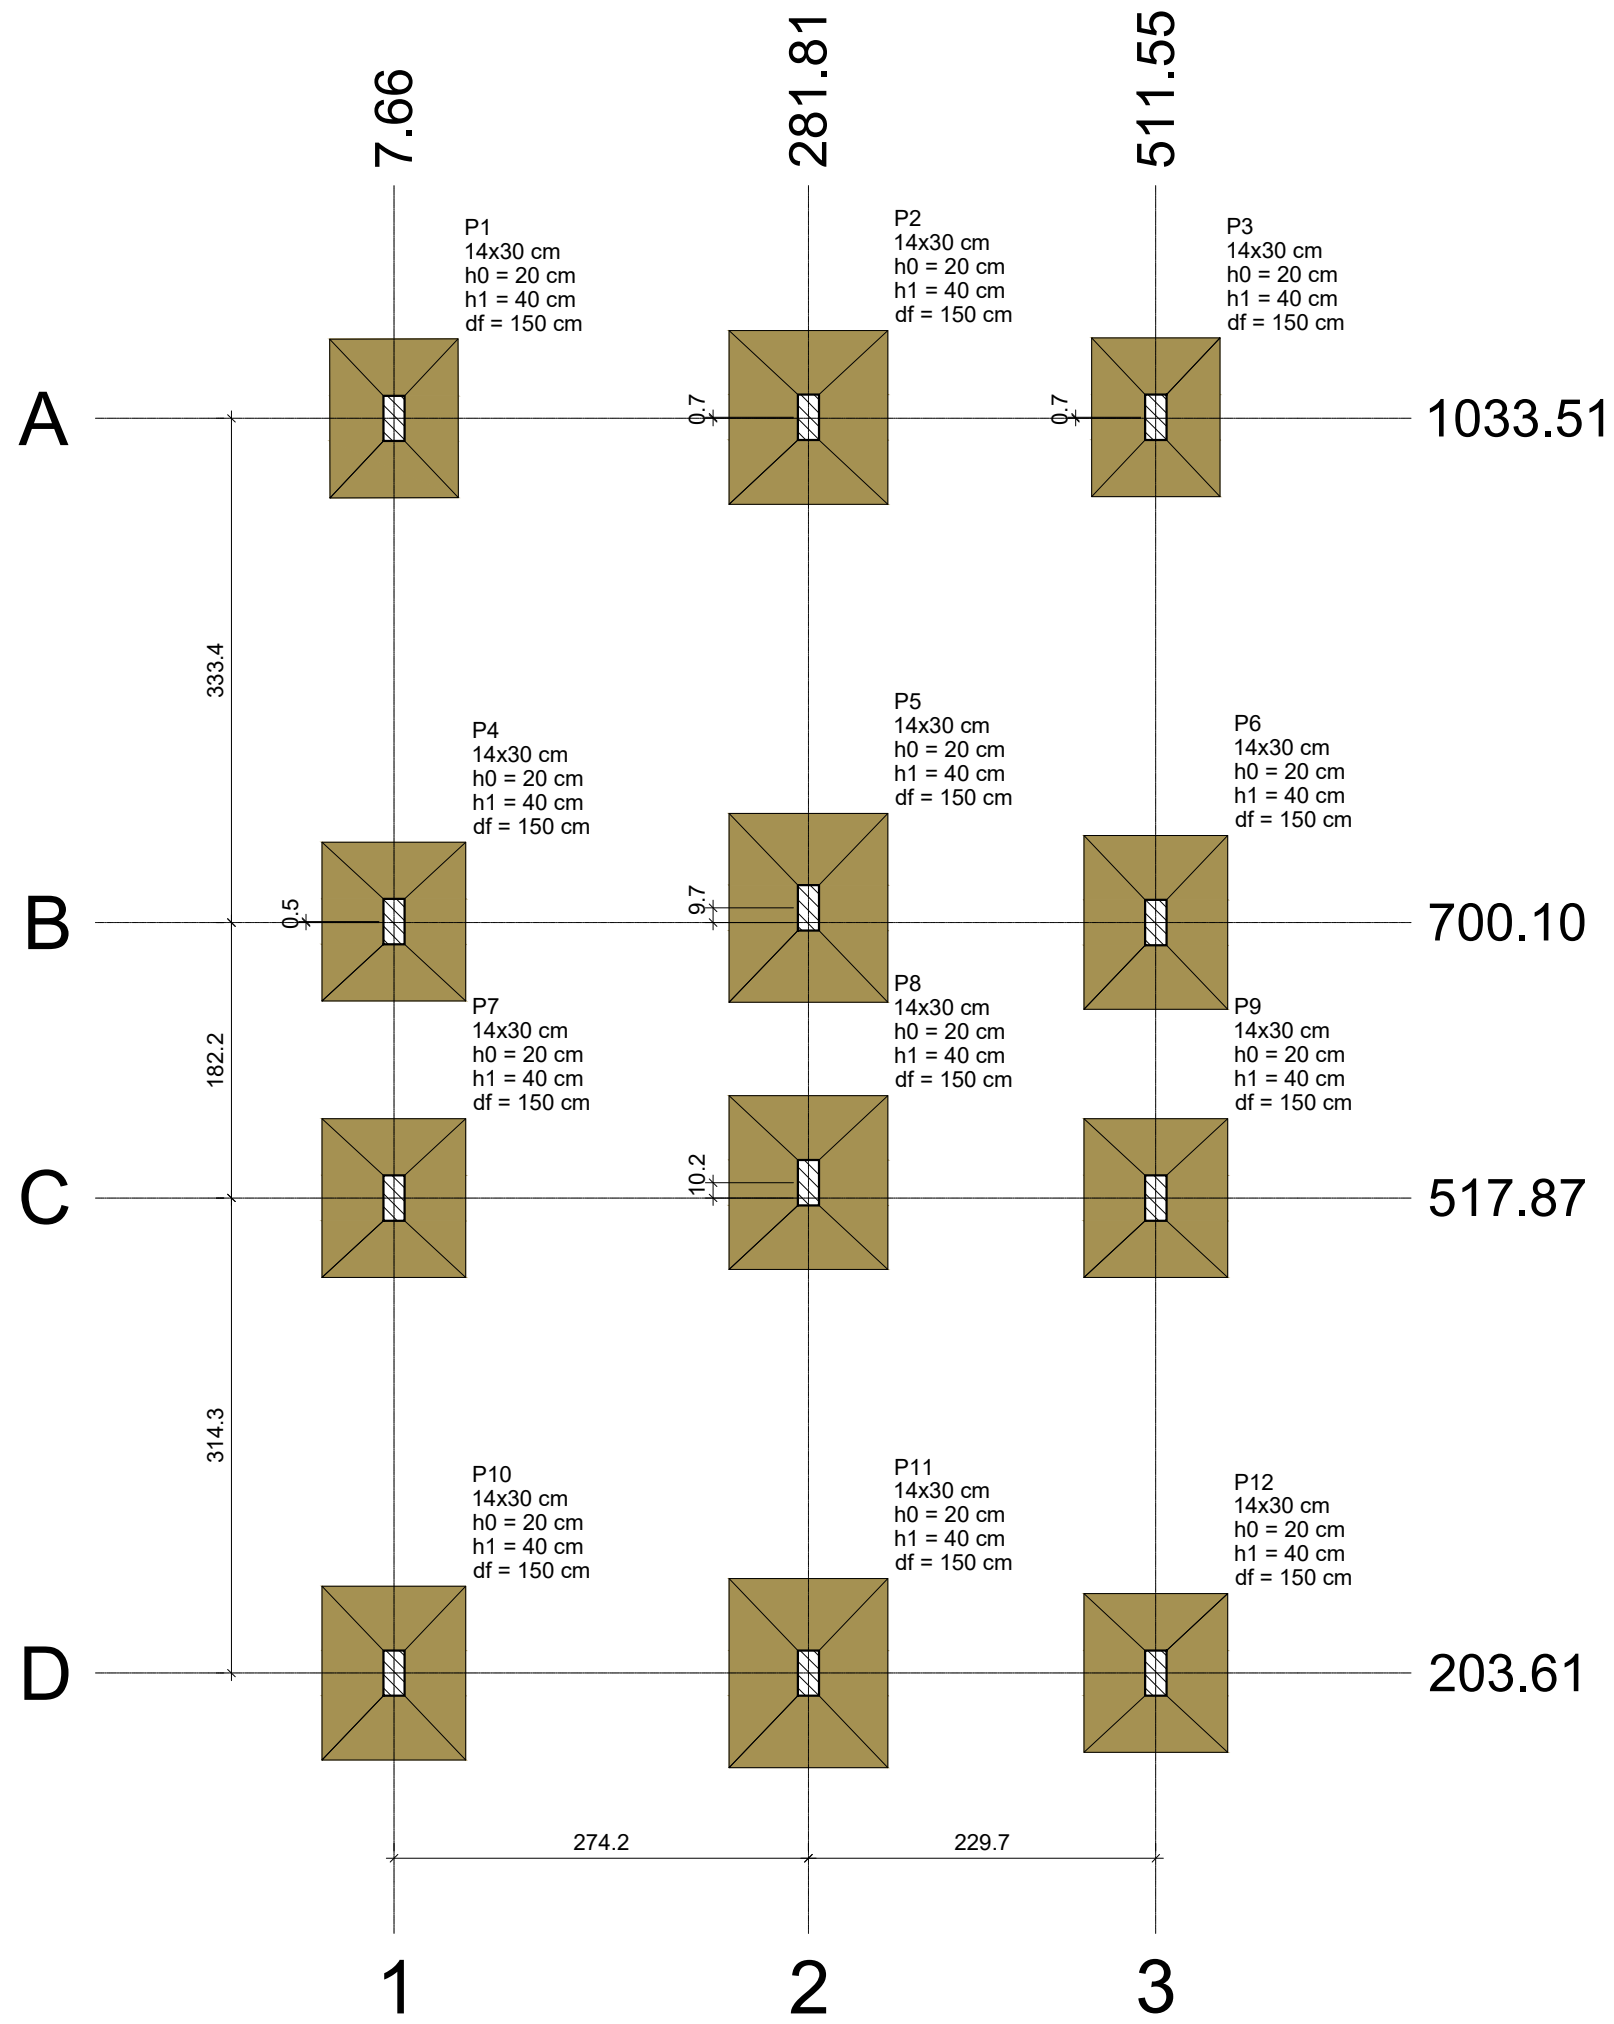 7.66
281.81
511.55
P1
14x30 cm
h0 = 20 cm
h1 = 40 cm
df = 150 cm
P2
14x30 cm
h0 = 20 cm
h1 = 40 cm
df = 150 cm
P3
14x30 cm
h0 = 20 cm
h1 = 40 cm
df = 150 cm
A
0.7
0.7
1033.51
333.4
P4
14x30 cm
h0 = 20 cm
h1 = 40 cm
df = 150 cm
P5
14x30 cm
h0 = 20 cm
h1 = 40 cm
df = 150 cm
P6
14x30 cm
h0 = 20 cm
h1 = 40 cm
df = 150 cm
B
0.5
9.7
700.10
182.2
P7
14x30 cm
h0 = 20 cm
h1 = 40 cm
df = 150 cm
P8
14x30 cm
h0 = 20 cm
h1 = 40 cm
df = 150 cm
P9
14x30 cm
h0 = 20 cm
h1 = 40 cm
df = 150 cm
C
10.2
517.87
314.3
P10
14x30 cm
h0 = 20 cm
h1 = 40 cm
df = 150 cm
P11
14x30 cm
h0 = 20 cm
h1 = 40 cm
df = 150 cm
P12
14x30 cm
h0 = 20 cm
h1 = 40 cm
df = 150 cm
D
203.61
274.2
229.7
1
2
3